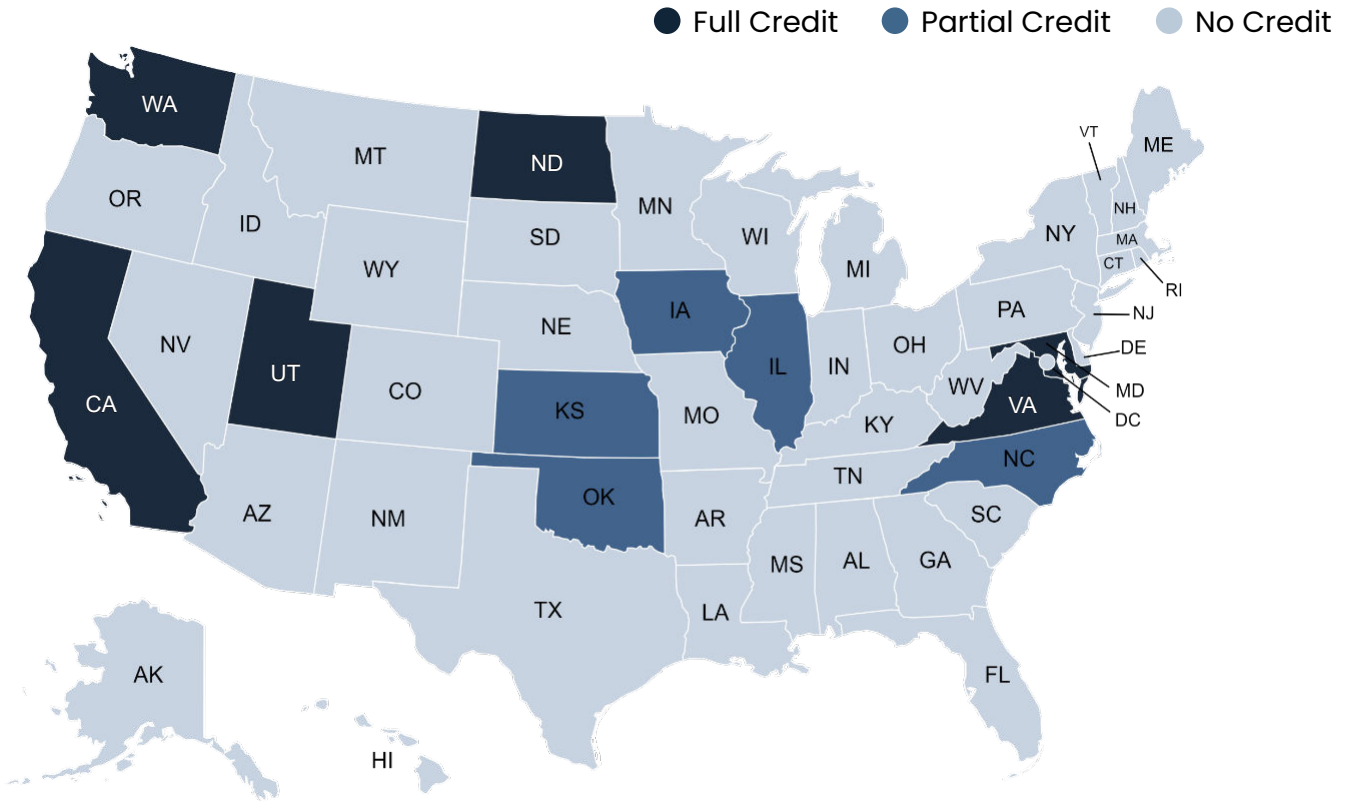 Full Credit
Partial Credit
No Credit
WA
MT
ND
OR
ID
MN
VT
ME
SD
WI
NH
NY
MA
WY
CT
MI
RI
NE
IA
PA
NJ
NV
UT
CO
IL
IN
OH
DE
CA
WV
MD
KS
MO
VA
DC
KY
NC
TN
OK
AZ
NM
AR
SC
MS
AL
GA
TX
LA
AK
FL
HI